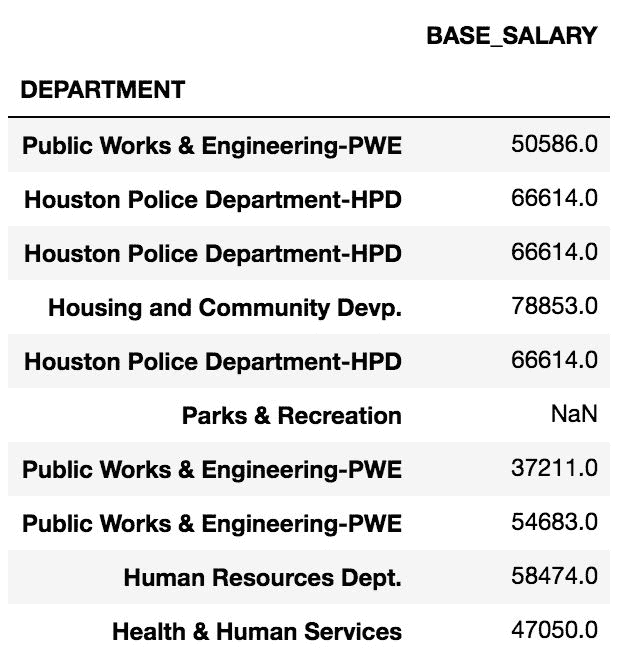 BASE_SALARY
DEPARTMENT
Public Works & Engineering-PWE 50586.0
Houston Police Department-HPD 66614.0
Houston Police Department-HPD 66614.0
Housing and Community Devp. 78853.0
Houston Police Department-HPD 66614.0
Parks & Recreation NaN
Public Works & Engineering-PWE 37211.0
Public Works & Engineering-PWE 54683.0
Human Resources Dept. 58474.0
Health & Human Services 47050.0